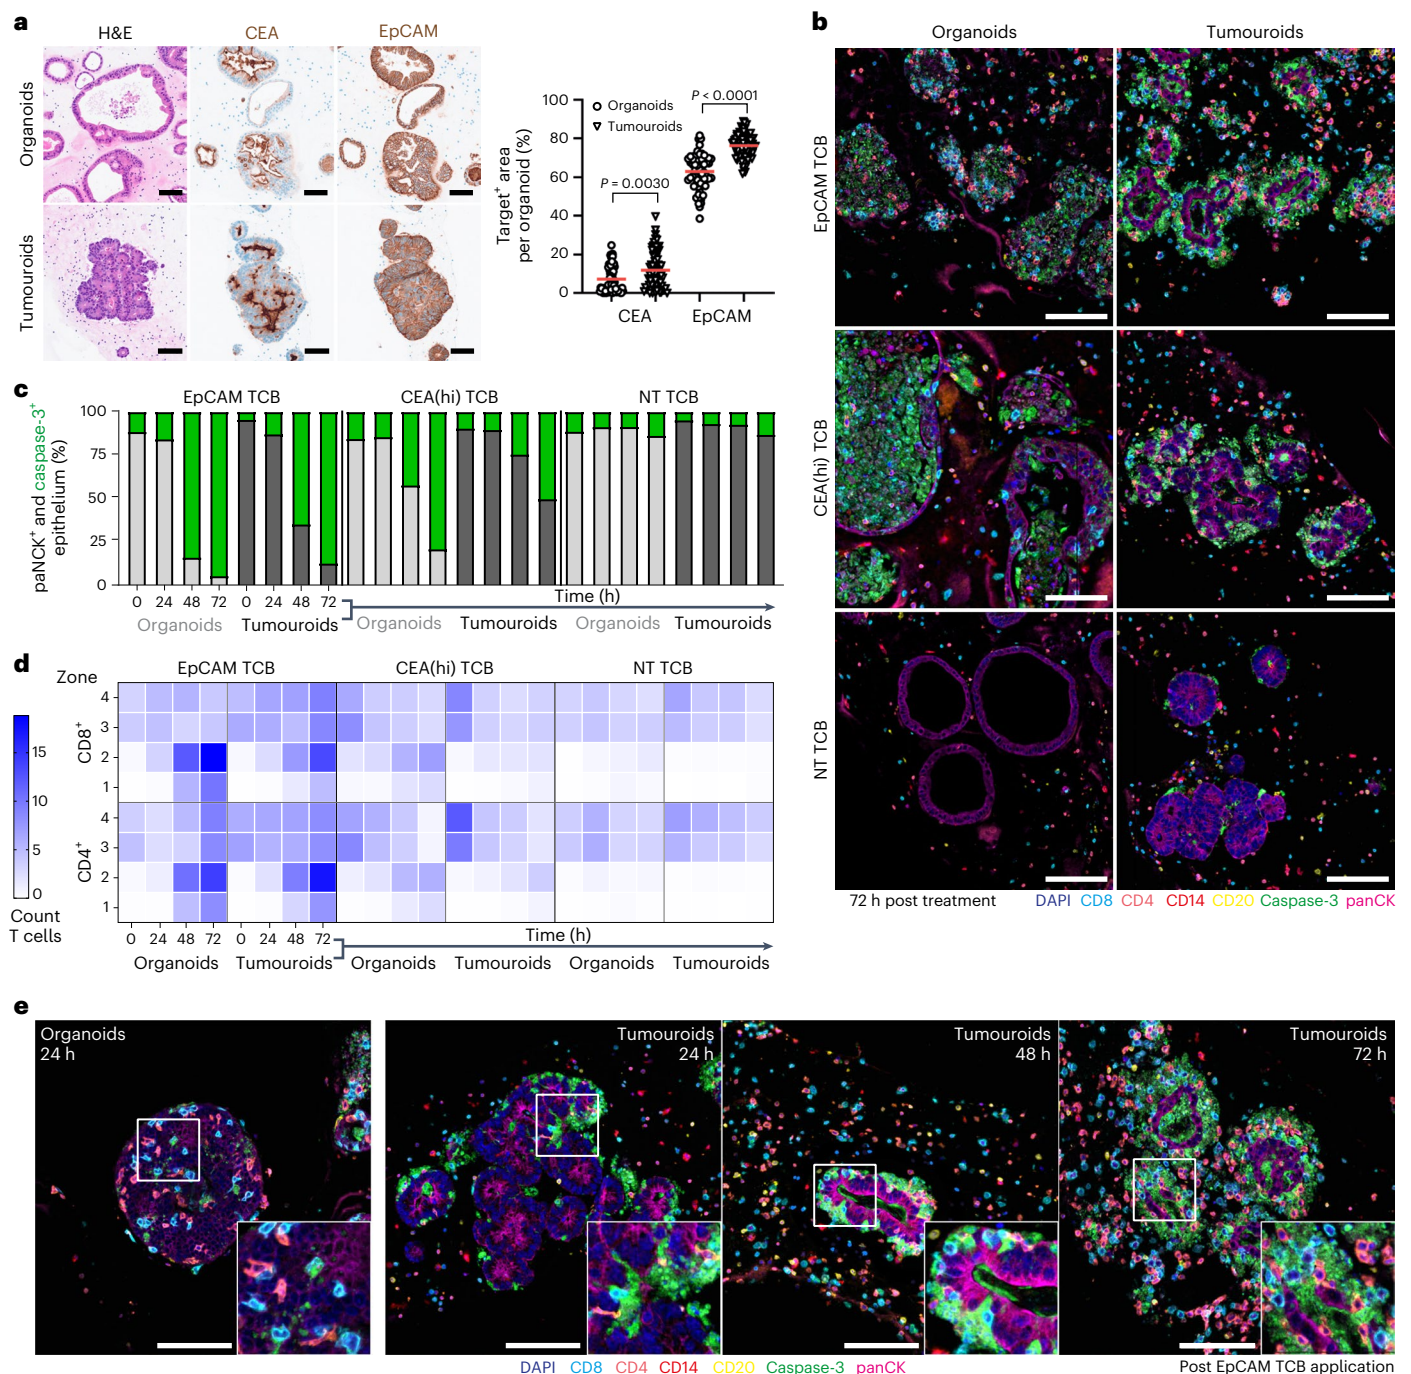 a
H&E
CEA
EpCAM
Organoids
Tumouroids
Target+ area
per organoid (%)
100
80
60
40
20
0
Organoids
Tumouroids
P = 0.0030
P < 0.0001
CEA
EpCAM
b
Organoids
Tumouroids
EpCAM TCB
CEA(hi) TCB
NT TCB
72 h post treatment
DAPI CD8 CD4 CD14 CD20 Caspase-3 panCK
c
EpCAM TCB
CEA(hi) TCB
NT TCB
paNCK+ and caspase-3+
epithelium (%)
100
75
50
25
0
0 24 48 72 0 24 48 72
Time (h)
Organoids Tumouroids Organoids Tumouroids Organoids Tumouroids
d
EpCAM TCB
CEA(hi) TCB
NT TCB
Zone
CD8+
4
3
2
1
CD4+
4
3
2
1
15
10
5
0
Count
T cells
0 24 48 72 0 24 48 72
Time (h)
Organoids Tumouroids Organoids Tumouroids Organoids Tumouroids
e
Organoids
24 h
Tumouroids
24 h
Tumouroids
48 h
Tumouroids
72 h
DAPI CD8 CD4 CD14 CD20 Caspase-3 panCK
Post EpCAM TCB application